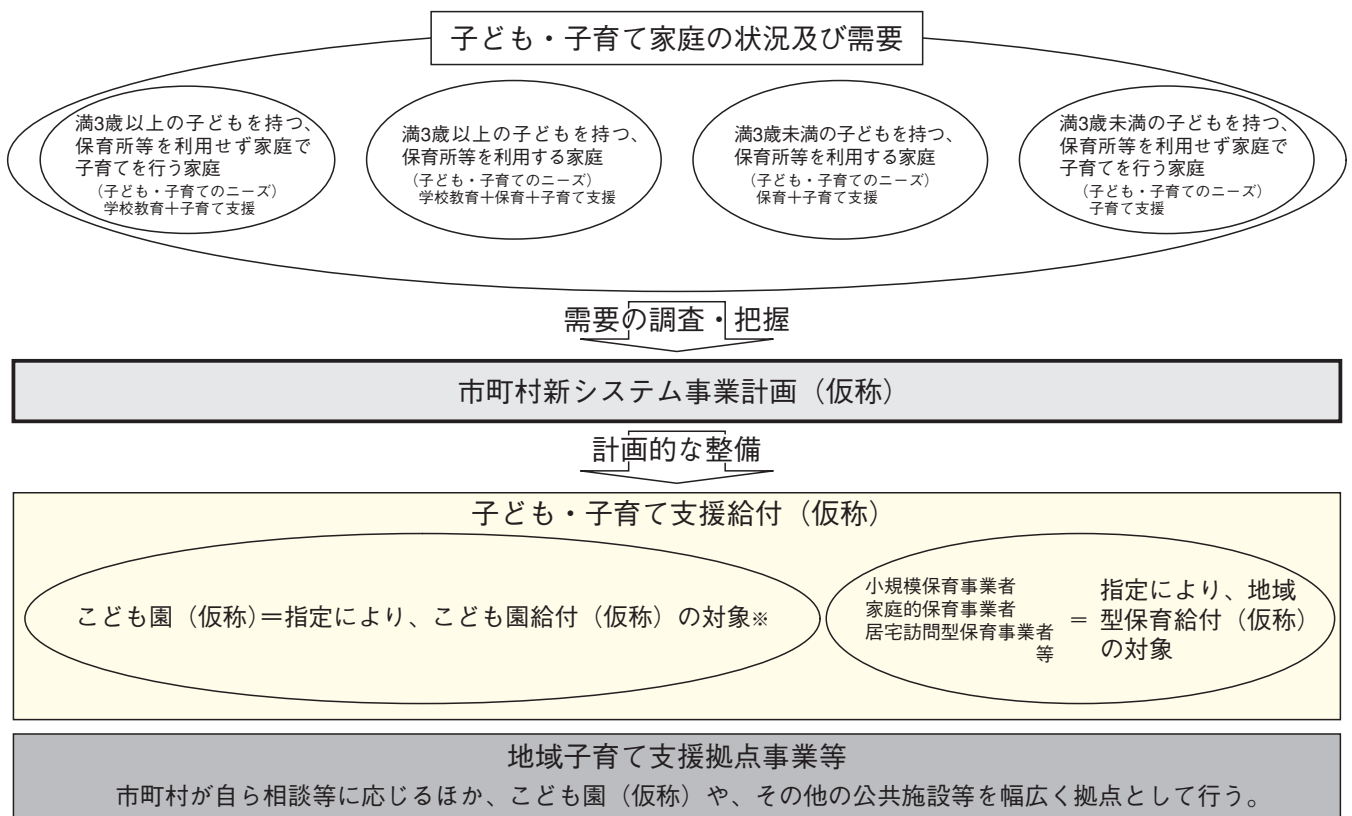 子ども・子育て家庭の状況及び需要
満3歳以上の子どもを持つ、
保育所等を利用せず家庭で
子育てを行う家庭
（子ども・子育てのニーズ）
学校教育＋子育て支援
満3歳以上の子どもを持つ、
保育所等を利用する家庭
（子ども・子育てのニーズ）
学校教育＋保育＋子育て支援
満3歳未満の子どもを持つ、
保育所等を利用する家庭
（子ども・子育てのニーズ）
保育＋子育て支援
満3歳未満の子どもを持つ、
保育所等を利用せず家庭で
子育てを行う家庭
（子ども・子育てのニーズ）
子育て支援
需要の調査・把握
市町村新システム事業計画（仮称）
計画的な整備
子ども・子育て支援給付（仮称）
こども園（仮称）＝指定により、こども園給付（仮称）の対象※
小規模保育事業者
家庭的保育事業者
居宅訪問型保育事業者
等
＝
指定により、地域
型保育給付（仮称）
の対象
地域子育て支援拠点事業等
市町村が自ら相談等に応じるほか、こども園（仮称）や、その他の公共施設等を幅広く拠点として行う。